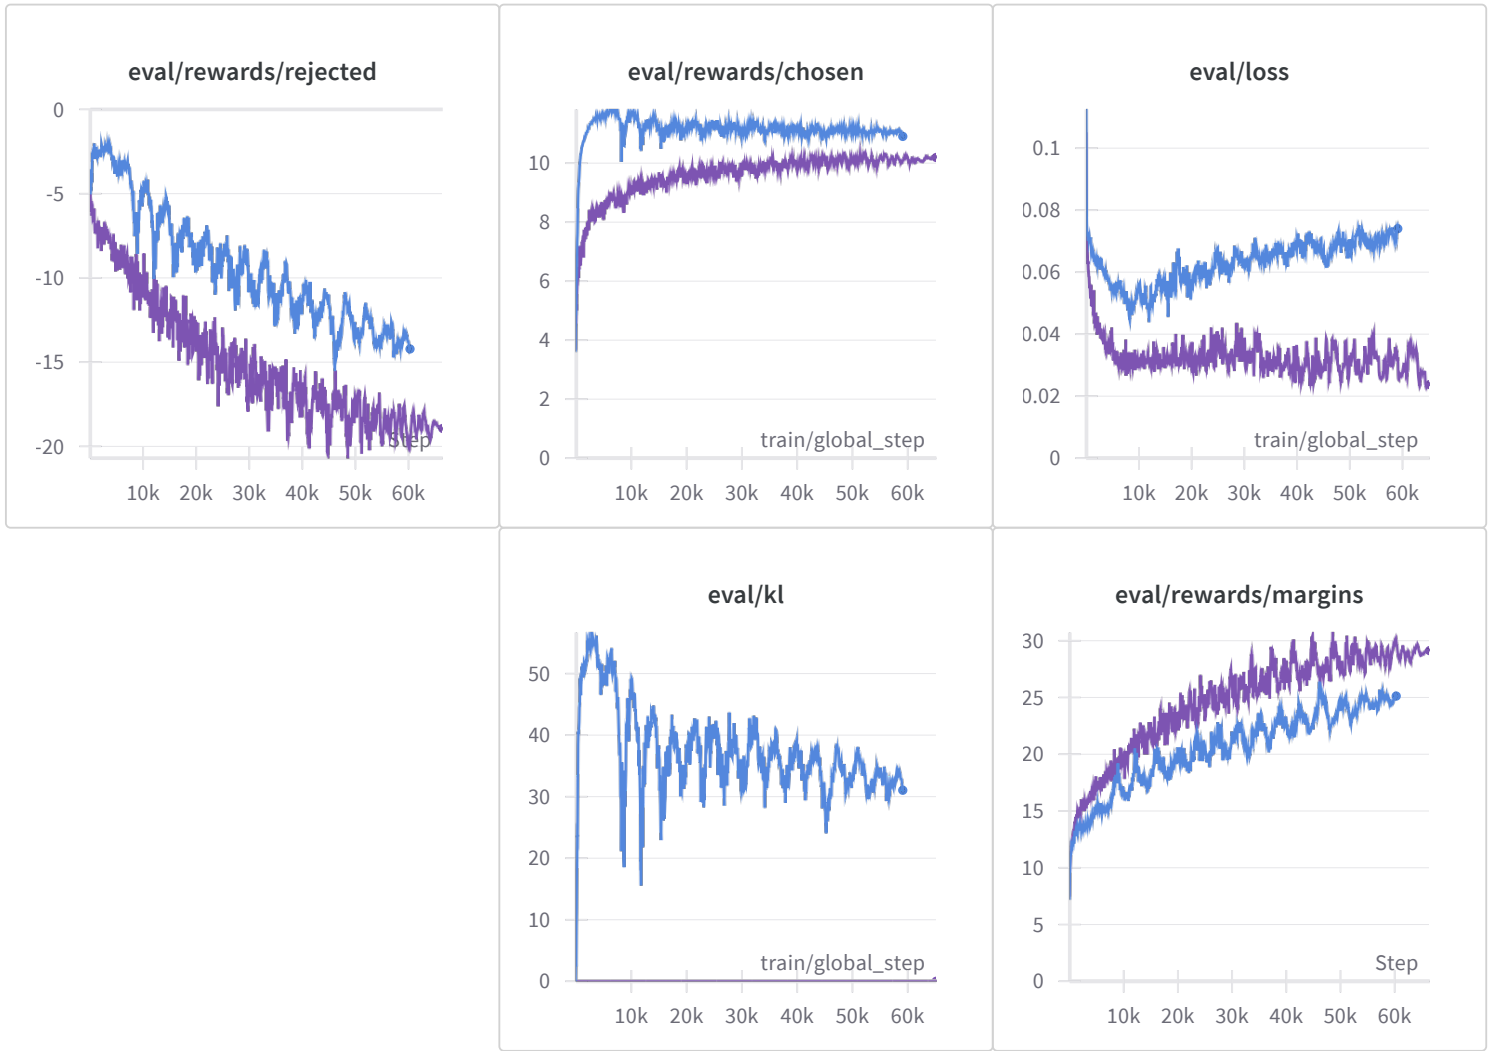 eval/rewards/rejected
0
-5
-10
-15
-20
Step
10k 20k 30k 40k 50k 60k
eval/rewards/chosen
10
8
6
4
2
0
train/global_step
10k 20k 30k 40k 50k 60k
eval/loss
0.1
0.08
0.06
0.04
0.02
0
train/global_step
10k 20k 30k 40k 50k 60k
eval/kl
50
40
30
20
10
0
train/global_step
10k 20k 30k 40k 50k 60k
eval/rewards/margins
30
25
20
15
10
5
0
Step
10k 20k 30k 40k 50k 60k